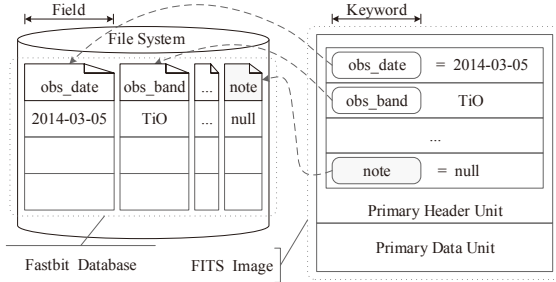 Field
Keyword
File System
obs_date obs_band ... note
2014-03-05 TiO ... null
obs_date = 2014-03-05
obs_band TiO
...
note = null
Primary Header Unit
Primary Data Unit
Fastbit Database
FITS Image